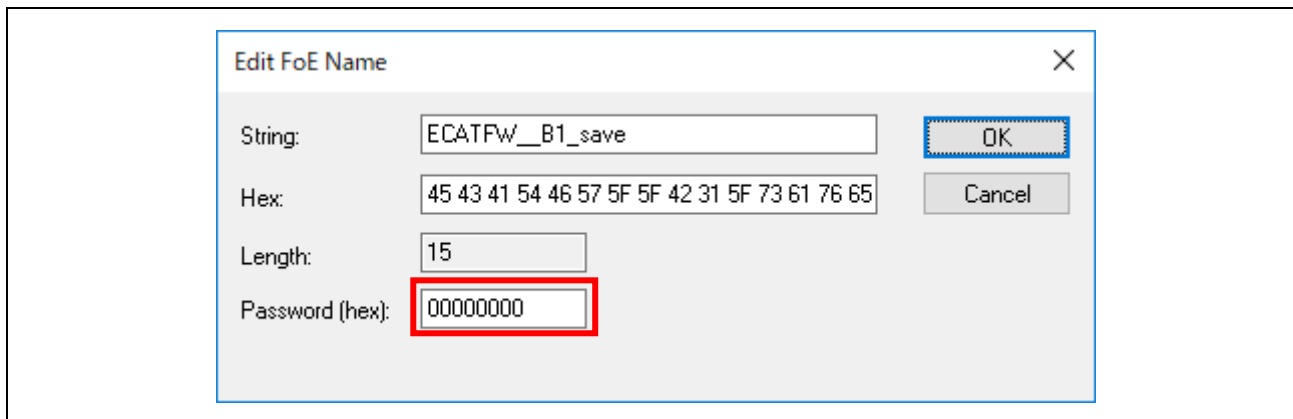 Edit FoE Name
String: ECATFW__B1_save OK
Hex: 45 43 41 54 46 57 5F 5F 42 31 5F 73 61 76 65 Cancel
Length: 15
Password (hex): 00000000